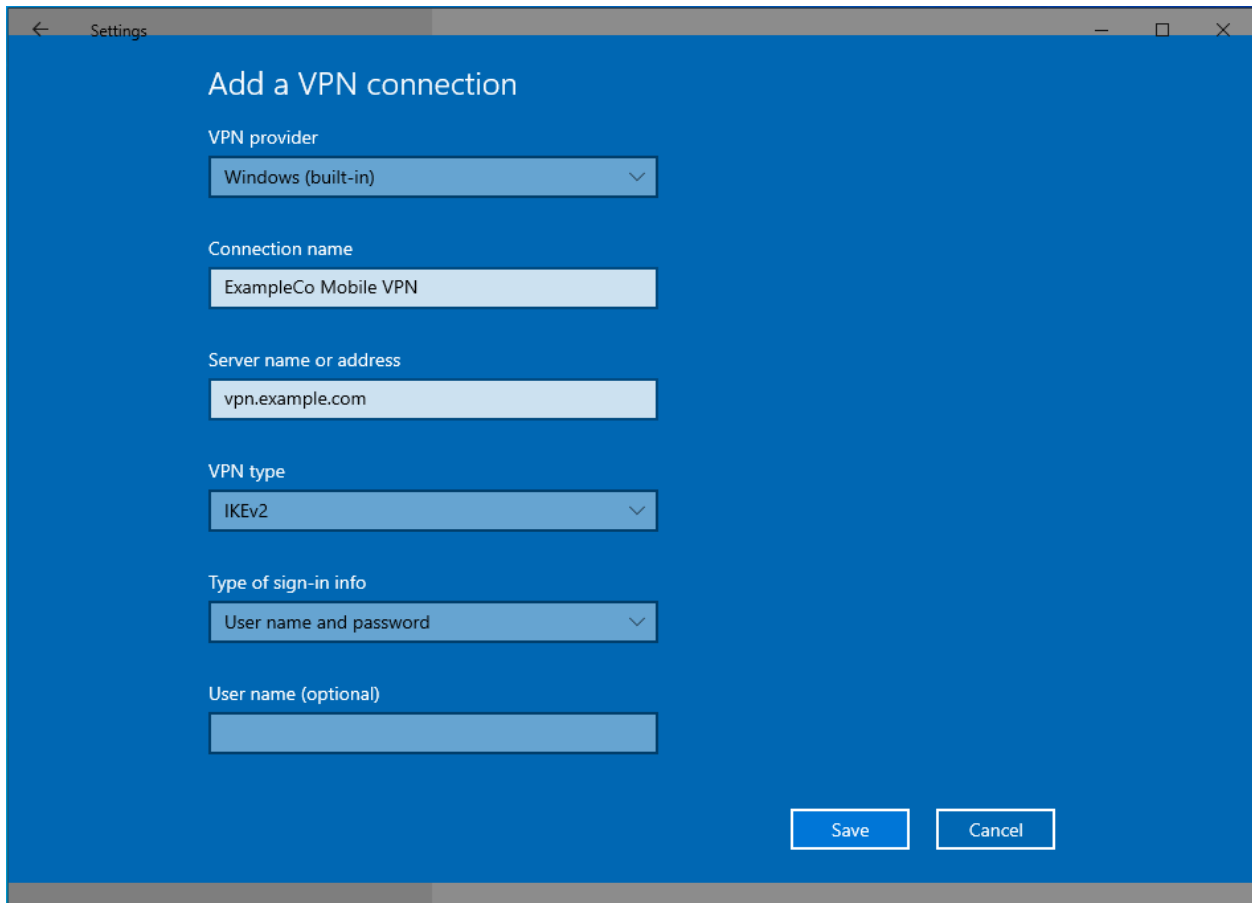 Settings
Add a VPN connection
VPN provider
Windows (built-in)
Connection name
ExampleCo Mobile VPN
Server name or address
vpn.example.com
VPN type
IKEv2
Type of sign-in info
User name and password
User name (optional)
Save Cancel